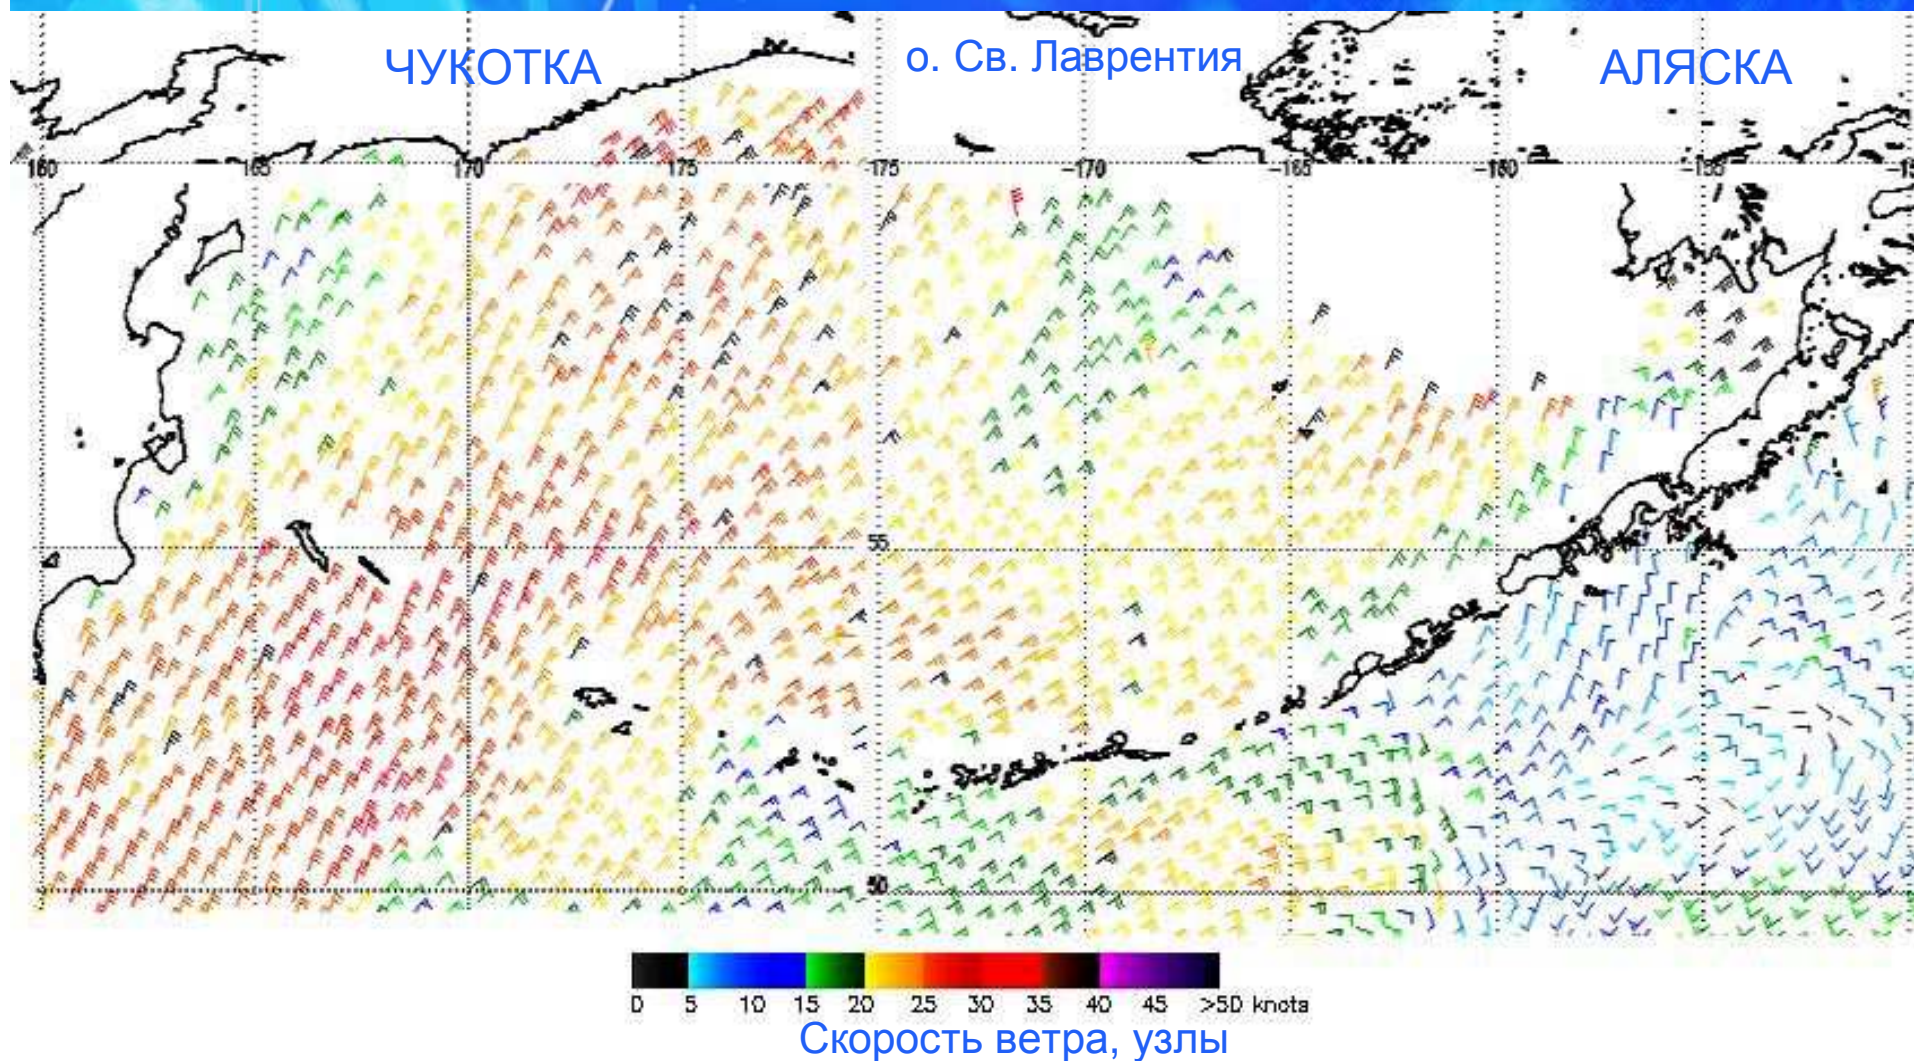 ЧУКОТКА о. Св. Лаврентия АЛЯСКА
160 165 170 175 -175 -170 -165 -160 -155
55
50
0 5 10 15 20 25 30 35 40 45 >50 knots
Скорость ветра, узлы